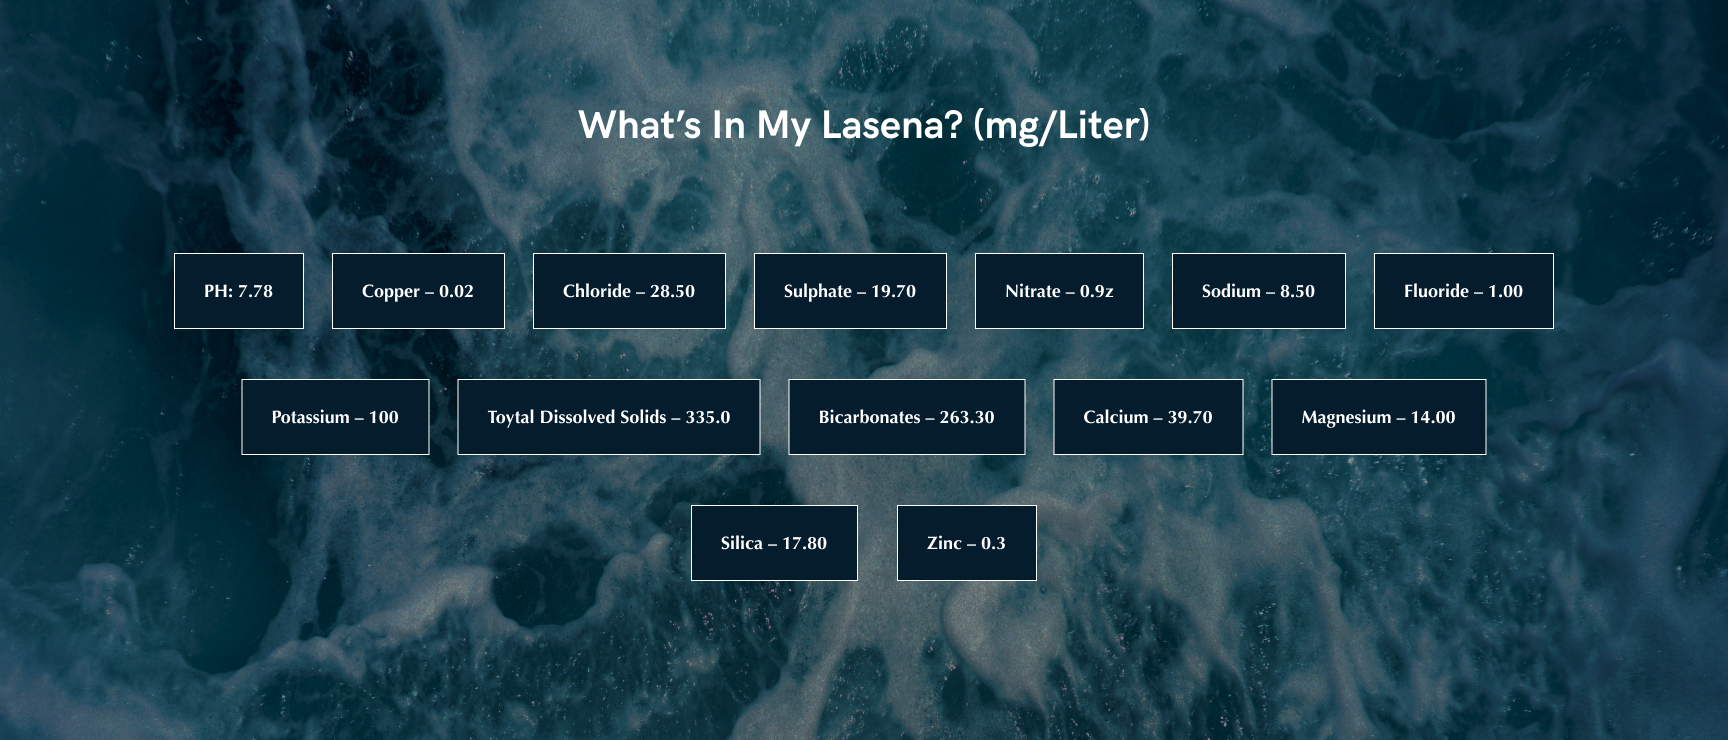 What’s In My Lasena? (mg/Liter)
PH: 7.78
Copper – 0.02
Chloride – 28.50
Sulphate – 19.70
Nitrate – 0.9z
Sodium – 8.50
Fluoride – 1.00
Potassium – 100
Toytal Dissolved Solids – 335.0
Bicarbonates – 263.30
Calcium – 39.70
Magnesium – 14.00
Silica – 17.80
Zinc – 0.3